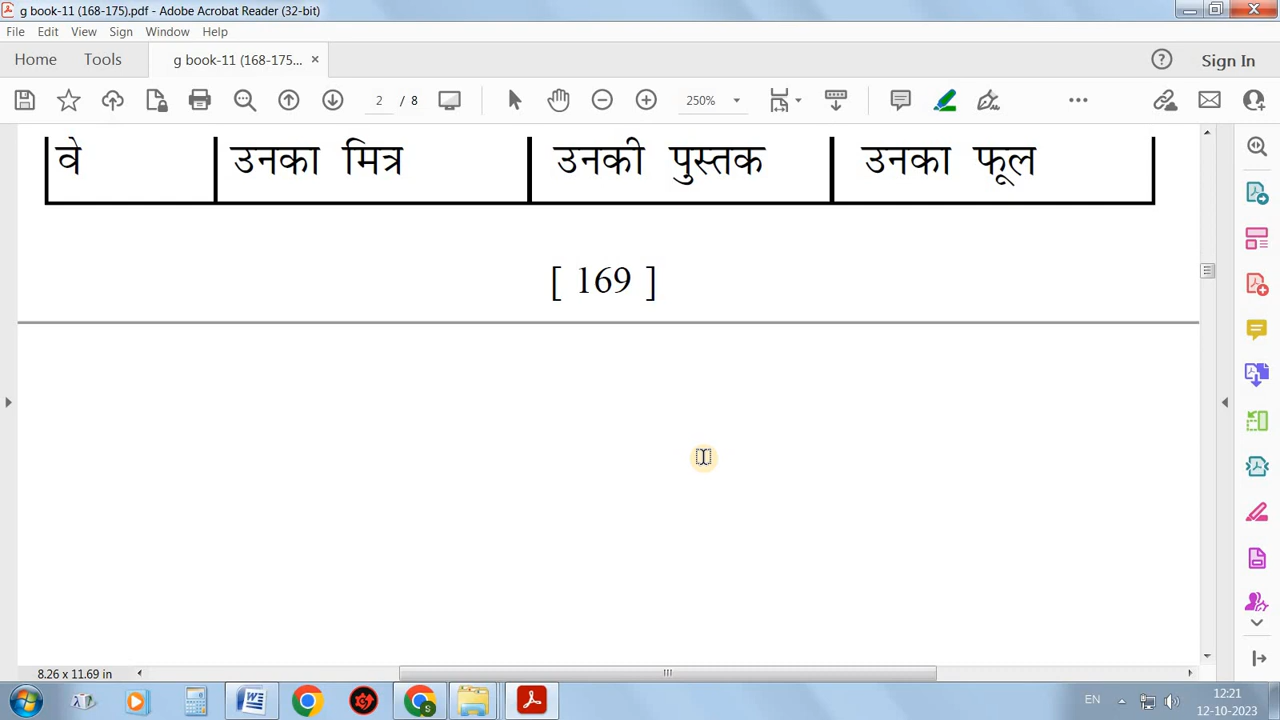 g book-11 (168-175).pdf - Adobe Acrobat Reader (32-bit)
File Edit View Sign Window Help
Home Tools g book-11 (168-175... × Sign In
2 / 8 250%
वे उनका मित्र उनकी पुस्तक उनका फूल
[ 169 ]
8.26 x 11.69 in
EN 12:21
12-10-2023